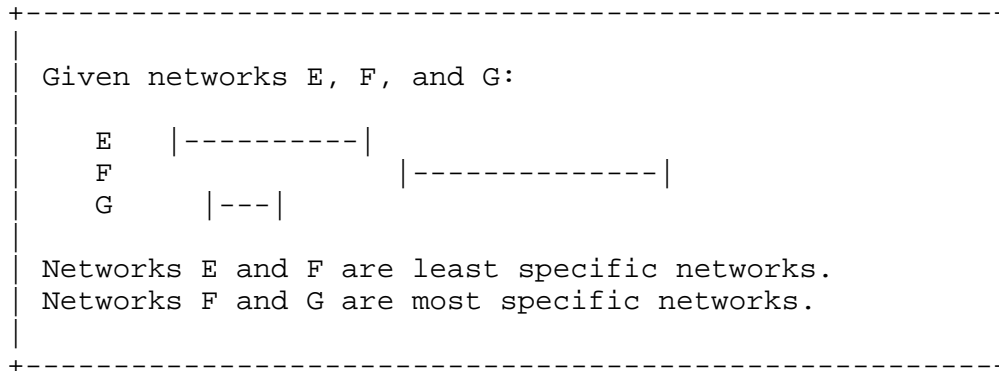 +-------------------------------------------------------
|
| Given networks E, F, and G:
|
|    E    |----------|
|    F                 |--------------|
|    G      |---|
|
| Networks E and F are least specific networks.
| Networks F and G are most specific networks.
|
+-------------------------------------------------------